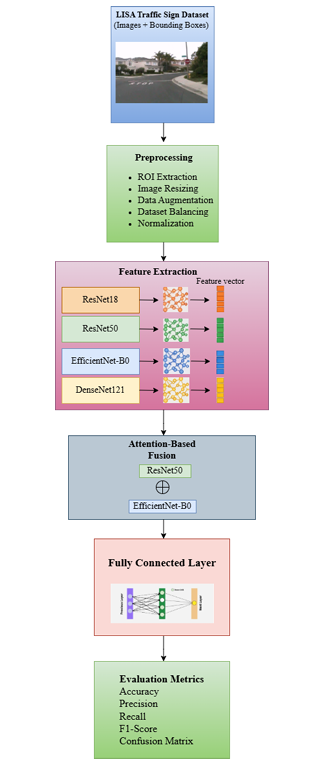 LISA Traffic Sign Dataset
(Images + Bounding Boxes)
Preprocessing
• ROI Extraction
• Image Resizing
• Data Augmentation
• Dataset Balancing
• Normalization
Feature Extraction
Feature vector
ResNet18
ResNet50
EfficientNet-B0
DenseNet121
Attention-Based
Fusion
ResNet50
EfficientNet-B0
Fully Connected Layer
Evaluation Metrics
Accuracy
Precision
Recall
F1-Score
Confusion Matrix